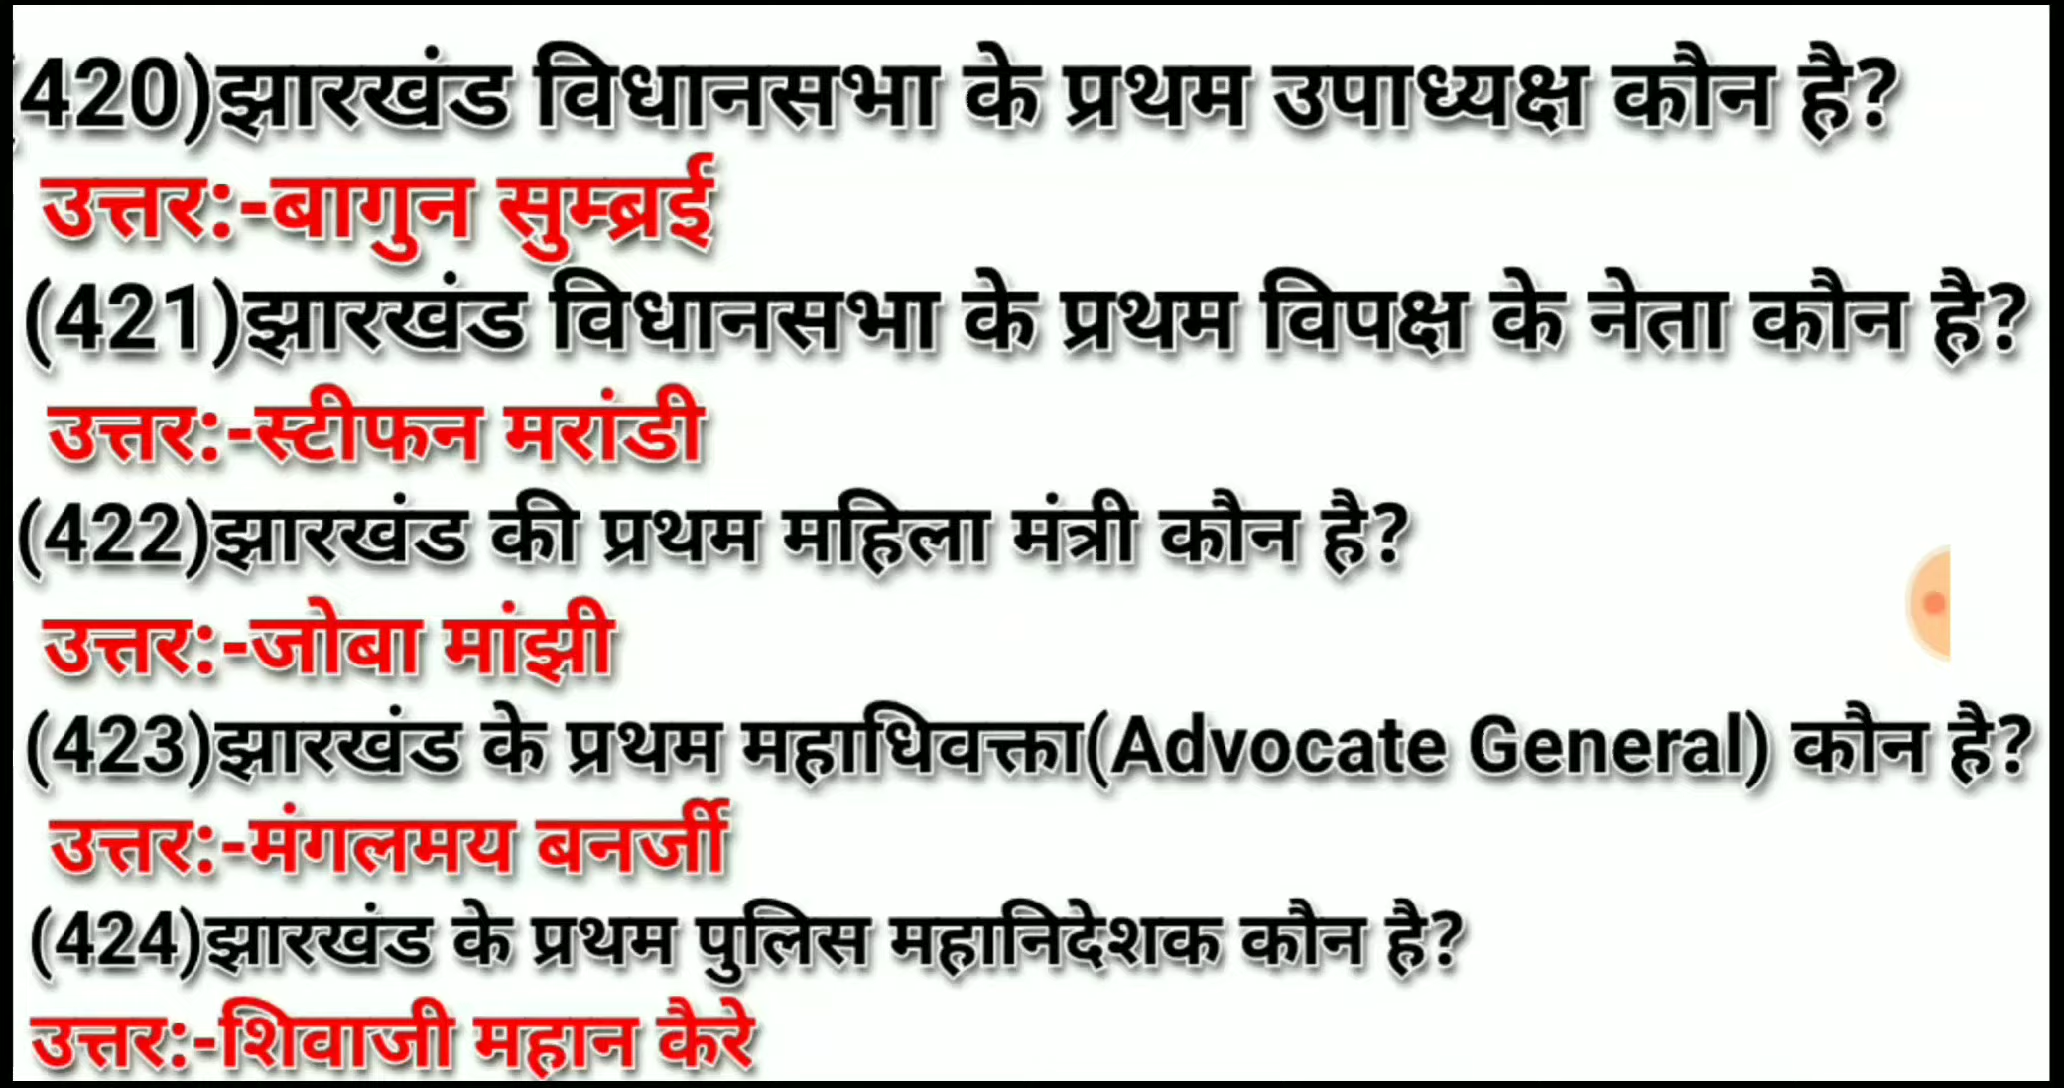 (420)झारखंड विधानसभा के प्रथम उपाध्यक्ष कौन है?
उत्तर:-बागुन सुम्ब्रई
(421)झारखंड विधानसभा के प्रथम विपक्ष के नेता कौन है?
उत्तर:-स्टीफन मरांडी
(422)झारखंड की प्रथम महिला मंत्री कौन है?
उत्तर:-जोबा मांझी
(423)झारखंड के प्रथम महाधिवक्ता(Advocate General) कौन है?
उत्तर:-मंगलमय बनर्जी
(424)झारखंड के प्रथम पुलिस महानिदेशक कौन है?
उत्तर:-शिवाजी महान कैरे